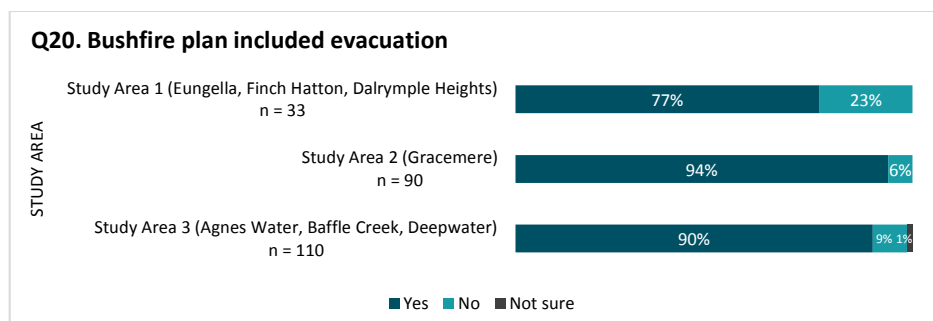 Q20. Bushfire plan included evacuation
STUDY AREA
Study Area 1 (Eungella, Finch Hatton, Dalrymple Heights)
n = 33
77% 23%
Study Area 2 (Gracemere)
n = 90
94% 6%
Study Area 3 (Agnes Water, Baffle Creek, Deepwater)
n = 110
90% 9% 1%
Yes No Not sure